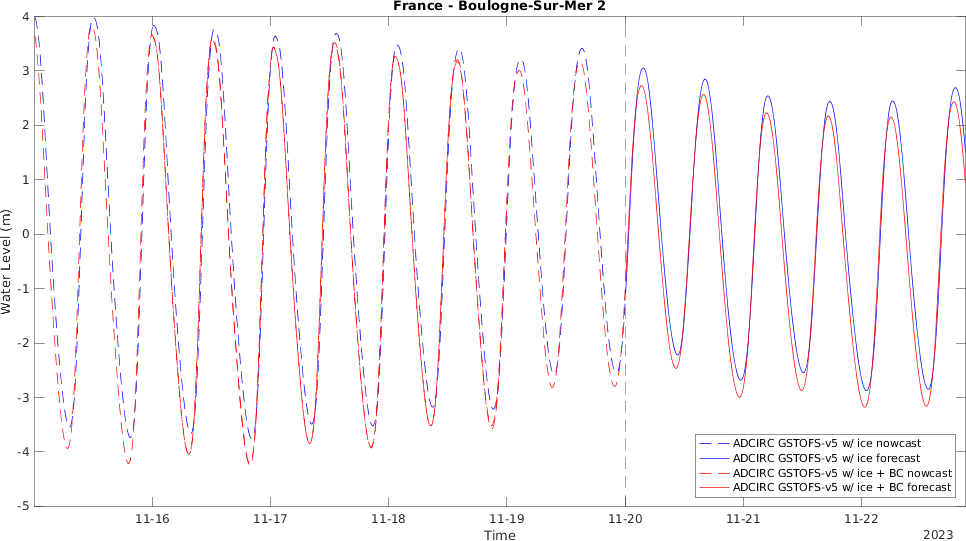 France - Boulogne-Sur-Mer 2
4
3
2
1
0
-1
-2
-3
-4
-5
Water Level (m)
11-16
11-17
11-18
11-19
11-20
11-21
11-22
Time
2023
ADCIRC GSTOFS-v5 w/ ice nowcast
ADCIRC GSTOFS-v5 w/ ice forecast
ADCIRC GSTOFS-v5 w/ ice + BC nowcast
ADCIRC GSTOFS-v5 w/ ice + BC forecast